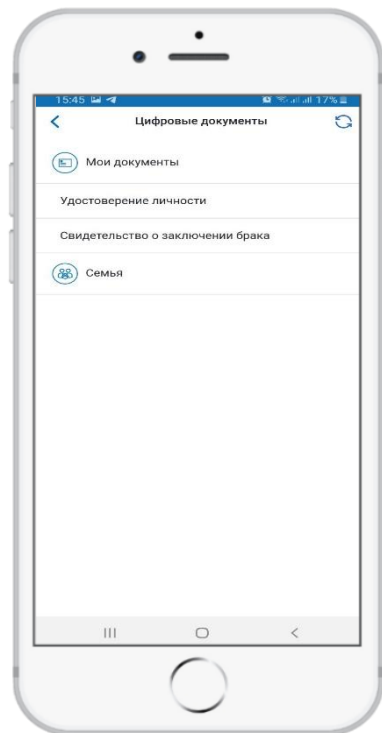 15:45 17%
Цифровые документы
Мои документы
Удостоверение личности
Свидетельство о заключении брака
Семья